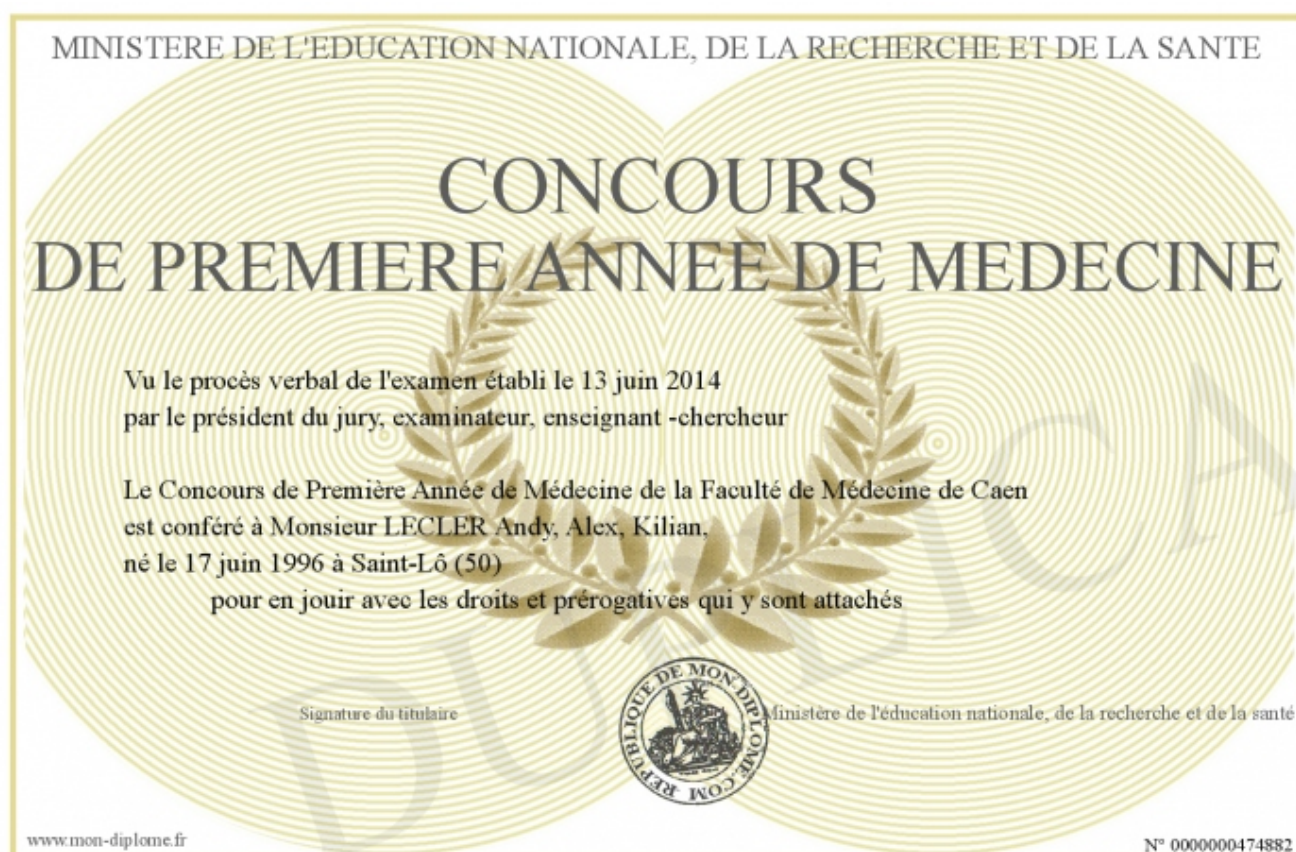 MINISTERE DE L'EDUCATION NATIONALE, DE LA RECHERCHE ET DE LA SANTE
CONCOURS
DE PREMIERE ANNEE DE MEDECINE
Vu le procès verbal de l'examen établi le 13 juin 2014
par le président du jury, examinateur, enseignant -chercheur
Le Concours de Première Année de Médecine de la Faculté de Médecine de Caen
est conféré à Monsieur LECLER Andy, Alex, Kilian,
né le 17 juin 1996 à Saint-Lô (50)
pour en jouir avec les droits et prérogatives qui y sont attachés
Signature du titulaire
REPUBLIQUE DE MON-DIPLOME.COM
Ministère de l'éducation nationale, de la recherche et de la santé
DUPLICA
www.mon-diplome.fr
N° 0000000474882